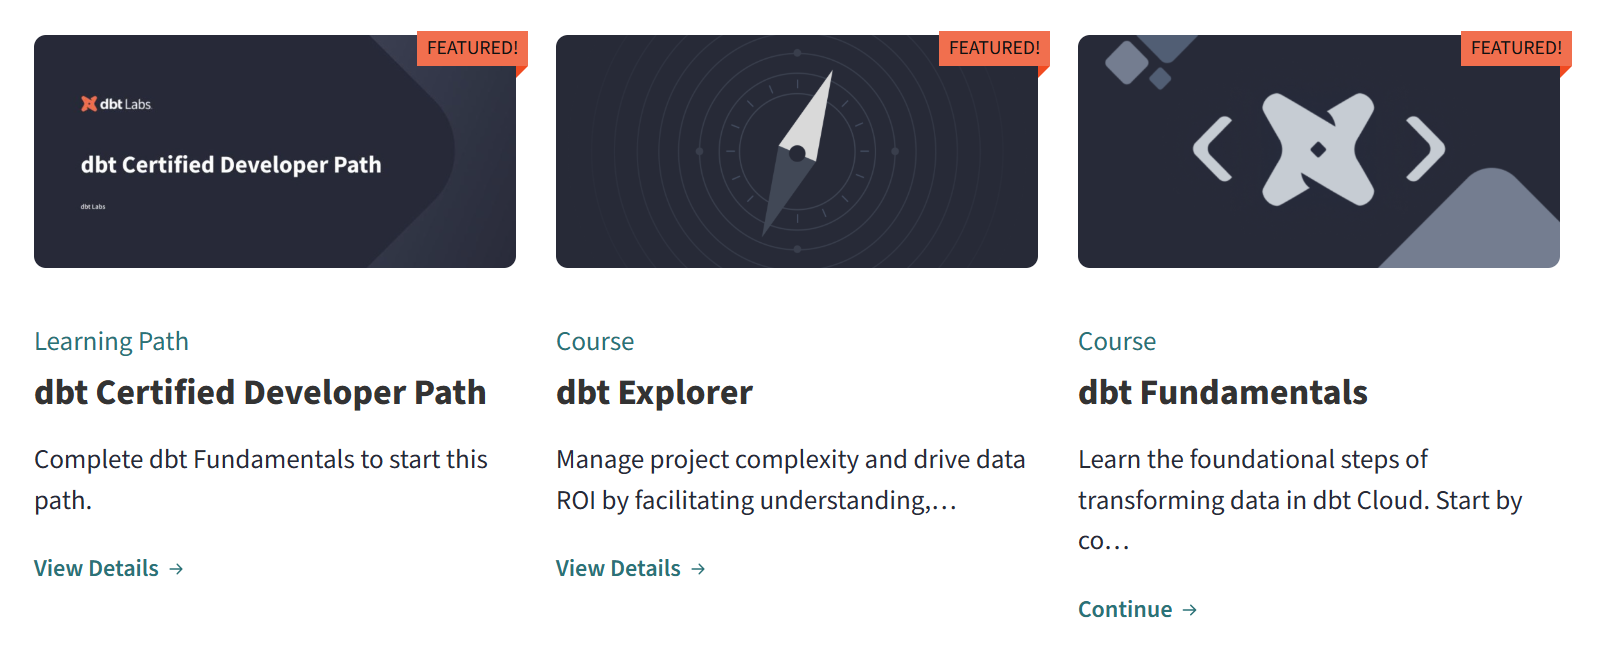 FEATURED!
dbt Labs
dbt Certified Developer Path
dbt Labs
Learning Path
dbt Certified Developer Path
Complete dbt Fundamentals to start this
path.
View Details →
FEATURED!
Course
dbt Explorer
Manage project complexity and drive data
ROI by facilitating understanding,...
View Details →
FEATURED!
Course
dbt Fundamentals
Learn the foundational steps of
transforming data in dbt Cloud. Start by
co...
Continue →